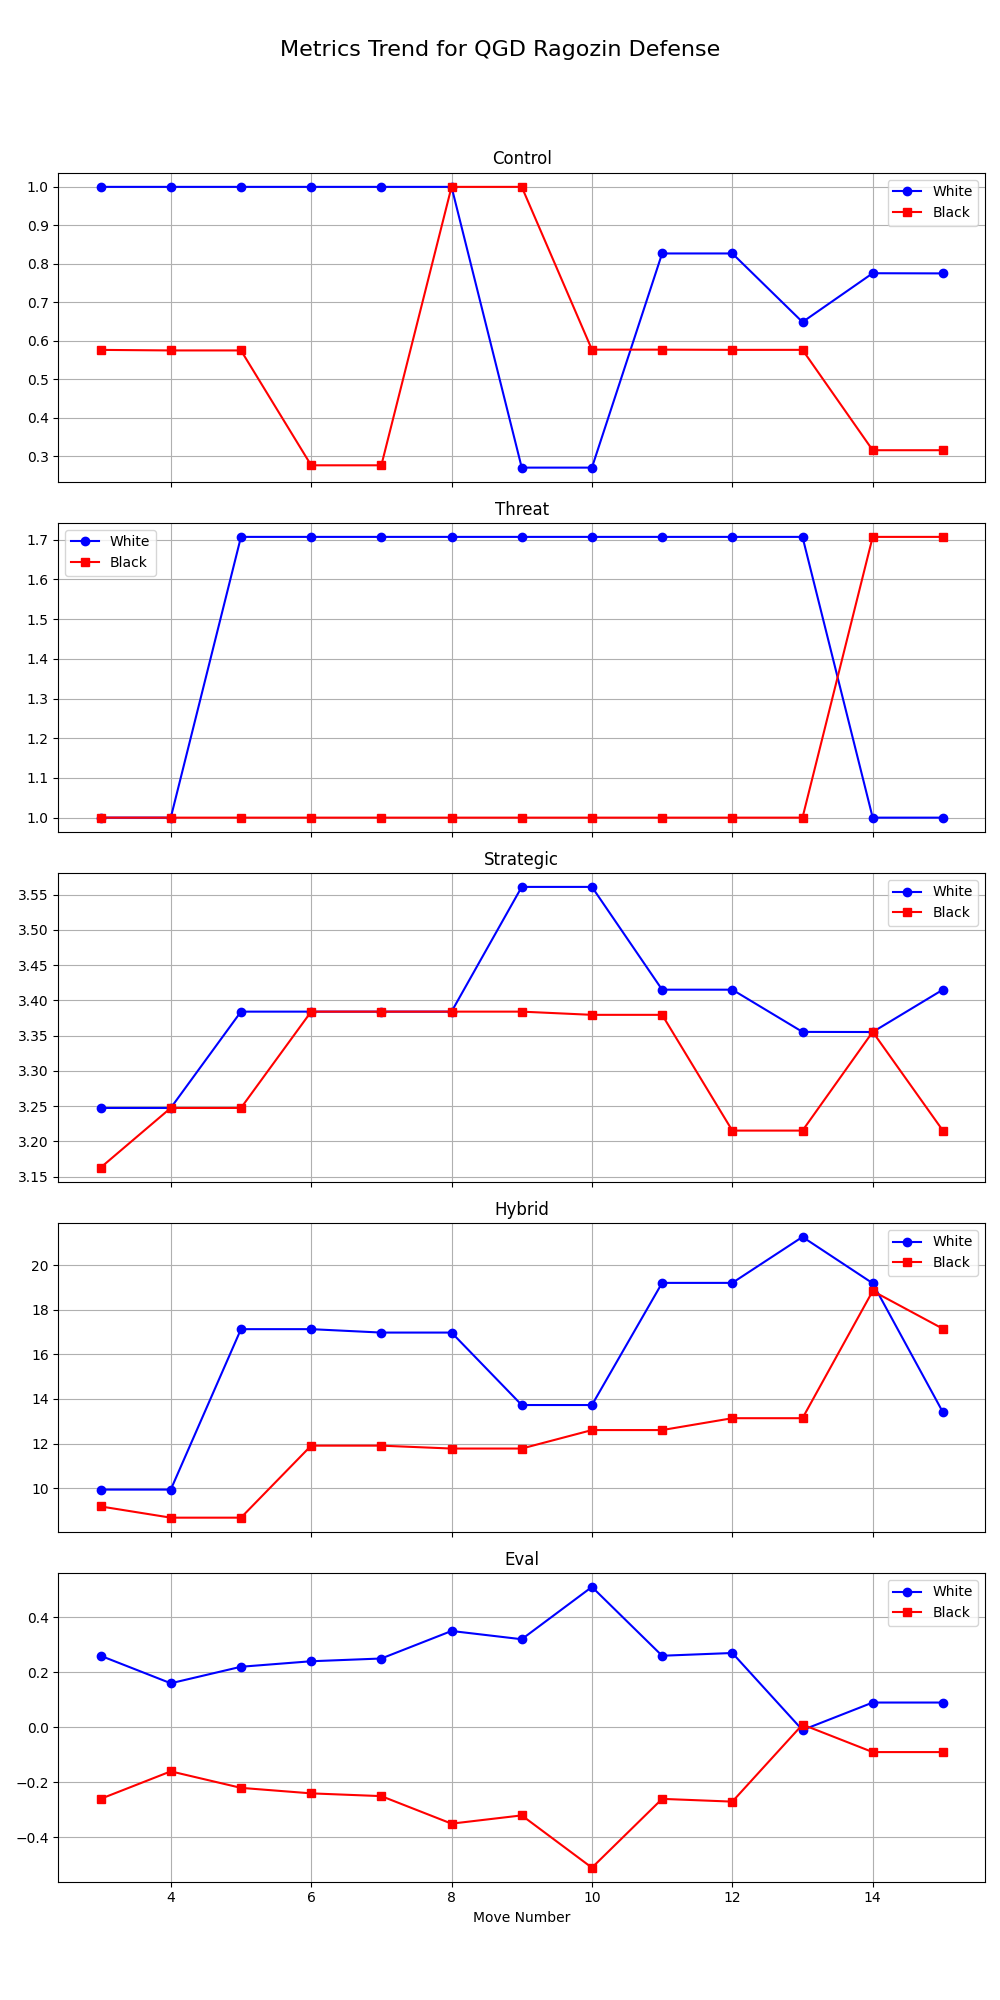 Metrics Trend for QGD Ragozin Defense
Control
1.0
0.9
0.8
0.7
0.6
0.5
0.4
0.3
White
Black
Threat
1.7
1.6
1.5
1.4
1.3
1.2
1.1
1.0
White
Black
Strategic
3.55
3.50
3.45
3.40
3.35
3.30
3.25
3.20
3.15
White
Black
Hybrid
20
18
16
14
12
10
White
Black
Eval
0.4
0.2
0.0
−0.2
−0.4
White
Black
4 6 8 10 12 14
Move Number